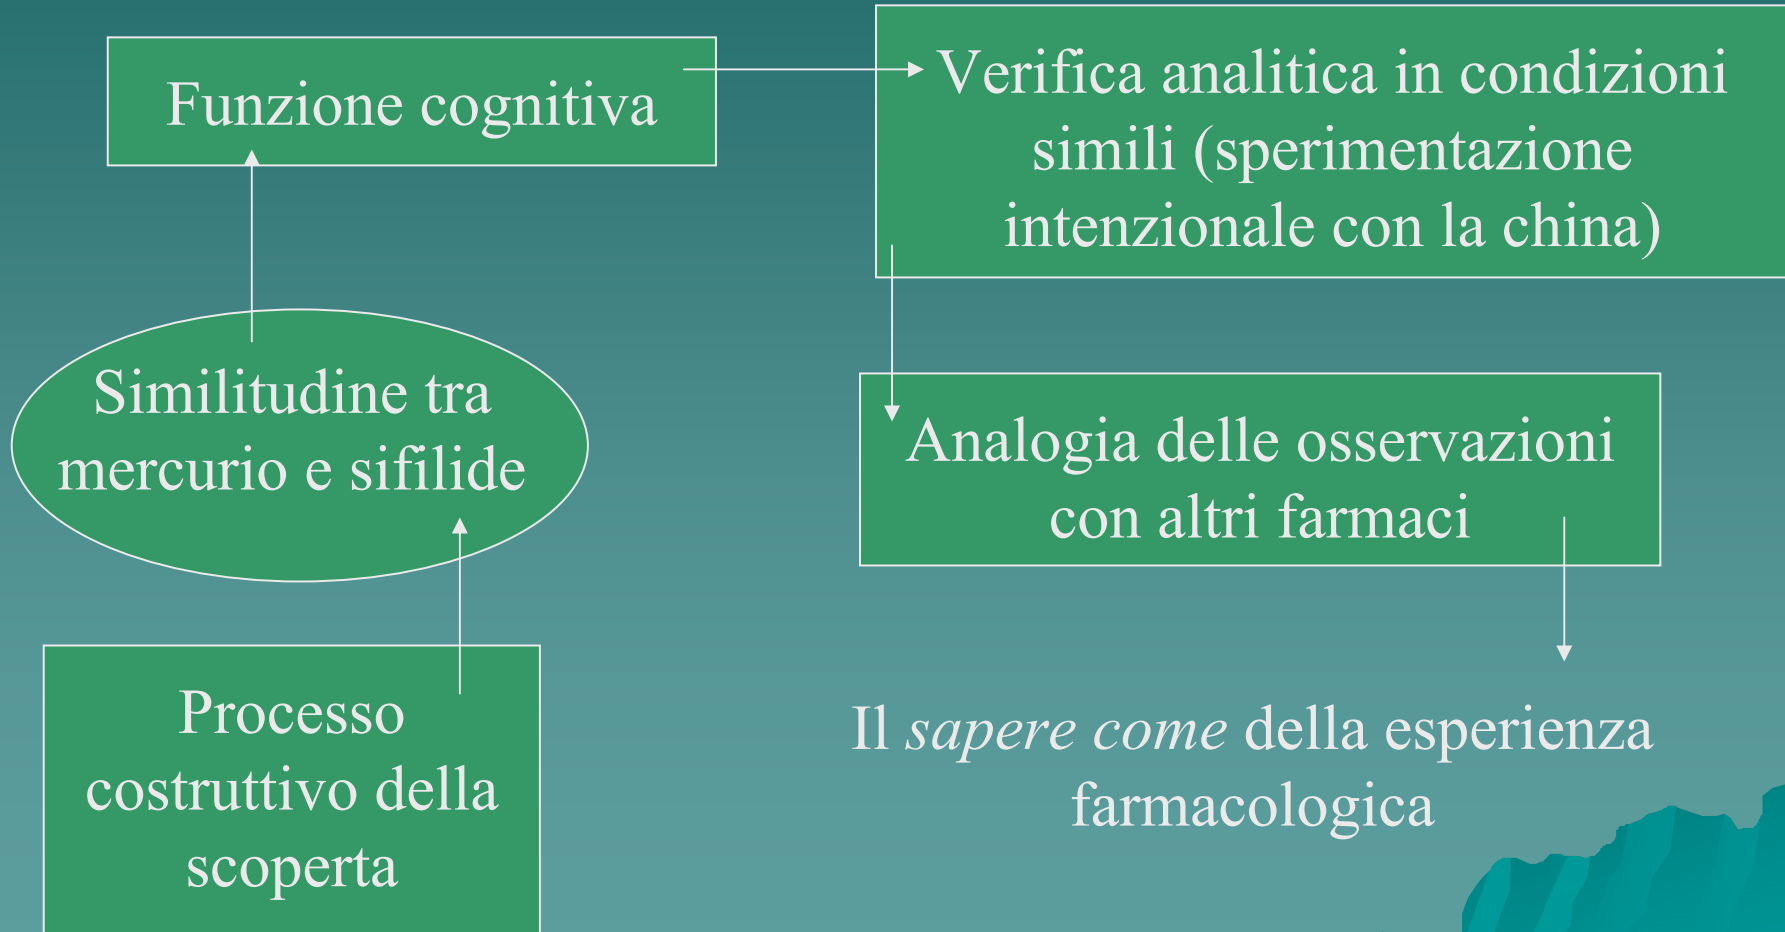 Funzione cognitiva
Verifica analitica in condizioni
simili (sperimentazione
intenzionale con la china)
Similitudine tra
mercurio e sifilide
Analogia delle osservazioni
con altri farmaci
Processo
costruttivo della
scoperta
Il sapere come della esperienza
farmacologica